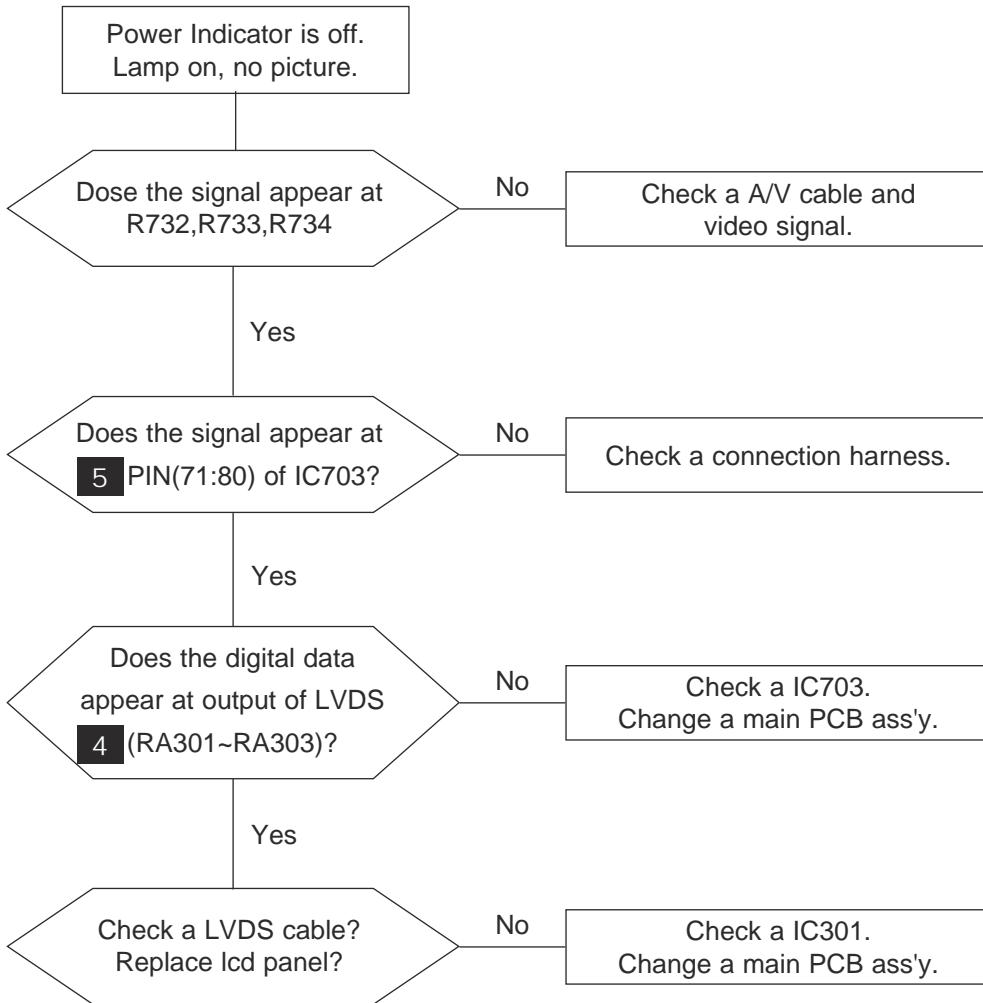 Power Indicator is off.
Lamp on, no picture.
Dose the signal appear at
R732,R733,R734
No
Check a A/V cable and
video signal.
Yes
Does the signal appear at
5 PIN(71:80) of IC703?
No
Check a connection harness.
Yes
Does the digital data
appear at output of LVDS
4 (RA301~RA303)?
No
Check a IC703.
Change a main PCB ass'y.
Yes
Check a LVDS cable?
Replace lcd panel?
No
Check a IC301.
Change a main PCB ass'y.